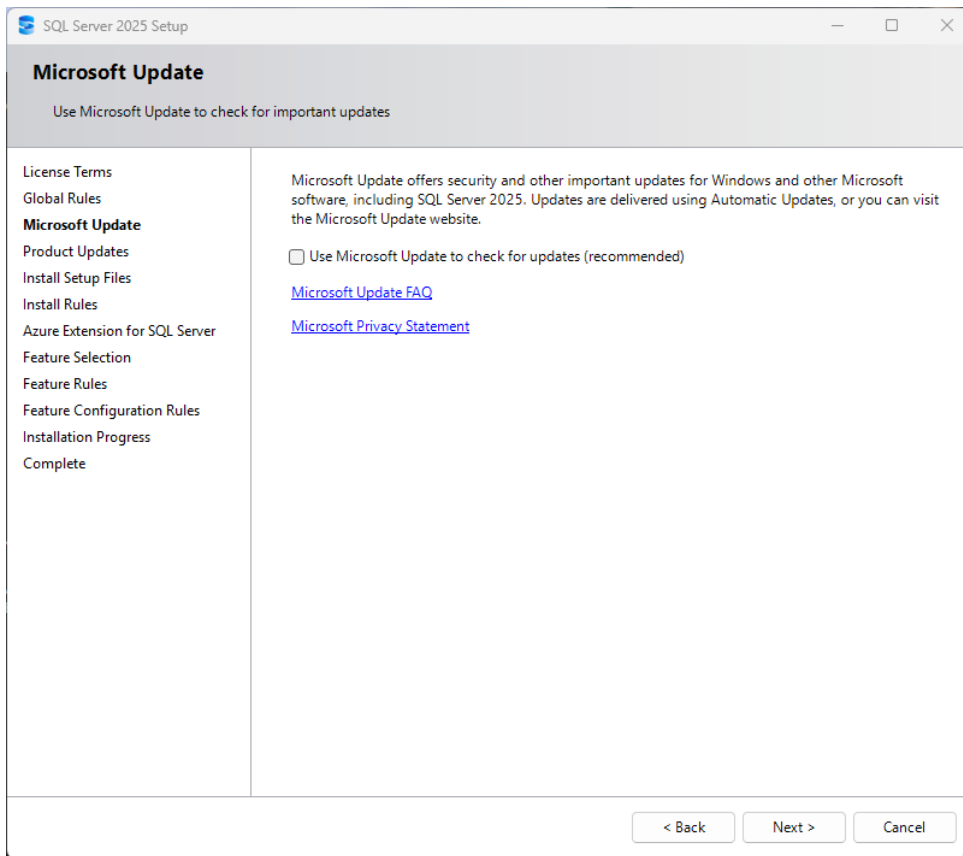 SQL Server 2025 Setup
Microsoft Update
Use Microsoft Update to check for important updates
License Terms
Global Rules
Microsoft Update
Product Updates
Install Setup Files
Install Rules
Azure Extension for SQL Server
Feature Selection
Feature Rules
Feature Configuration Rules
Installation Progress
Complete
Microsoft Update offers security and other important updates for Windows and other Microsoft
software, including SQL Server 2025. Updates are delivered using Automatic Updates, or you can visit
the Microsoft Update website.
Use Microsoft Update to check for updates (recommended)
Microsoft Update FAQ
Microsoft Privacy Statement
< Back
Next >
Cancel